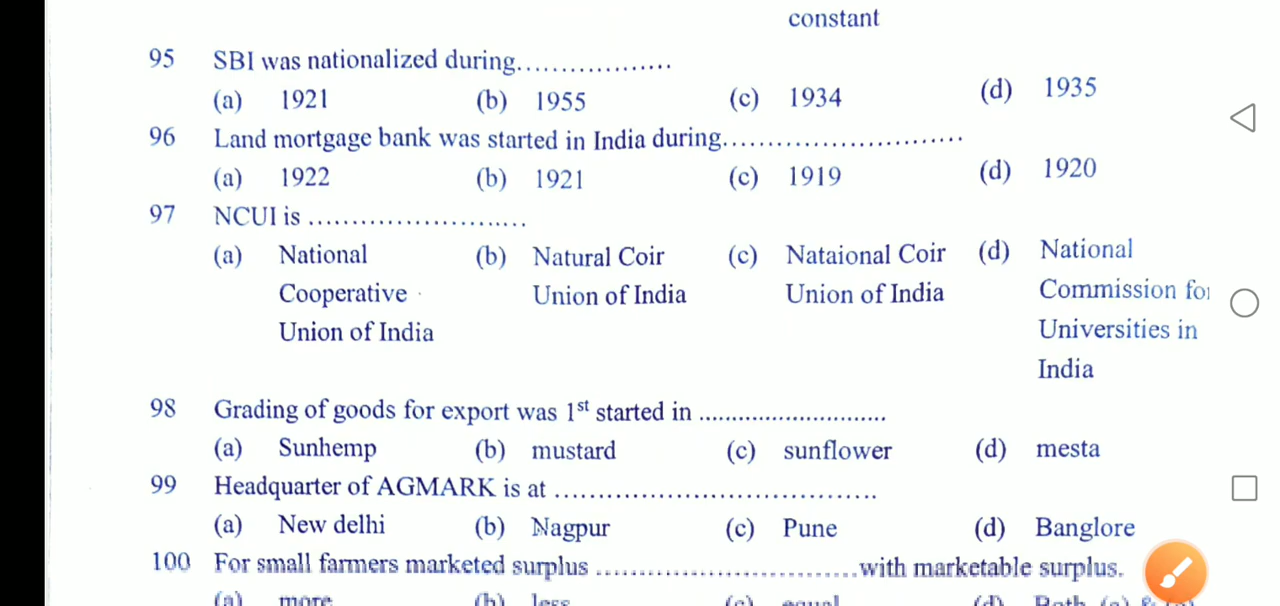 constant
95 SBI was nationalized during..................
(a) 1921 (b) 1955 (c) 1934 (d) 1935
96 Land mortgage bank was started in India during..........................
(a) 1922 (b) 1921 (c) 1919 (d) 1920
97 NCUI is ........................
(a) National (b) Natural Coir (c) Nataional Coir (d) National
Cooperative Union of India Union of India Commission for
Union of India Universities in
India
98 Grading of goods for export was 1st started in ............................
(a) Sunhemp (b) mustard (c) sunflower (d) mesta
99 Headquarter of AGMARK is at ....................................
(a) New delhi (b) Nagpur (c) Pune (d) Banglore
100 For small farmers marketed surplus .............................with marketable surplus.
(a) more (b) less (c) equal (d) Both (a) &